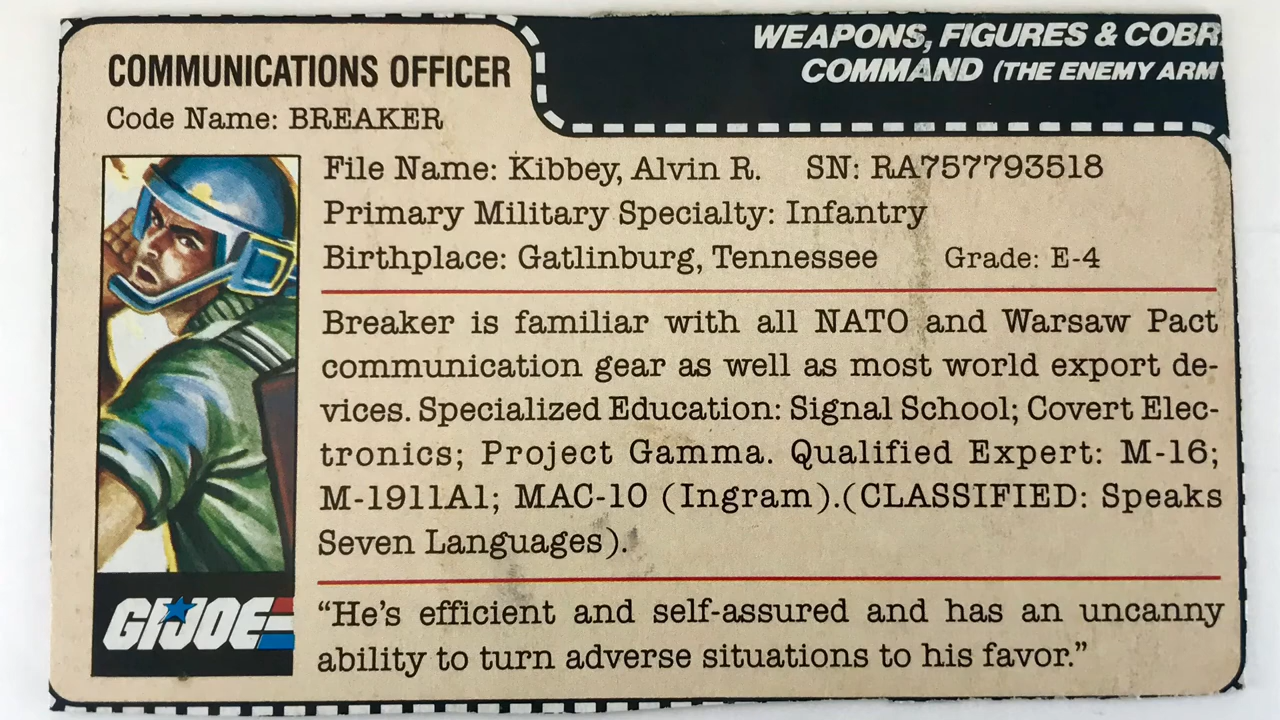 WEAPONS, FIGURES & COBR
COMMAND (THE ENEMY ARMY
COMMUNICATIONS OFFICER
Code Name: BREAKER
File Name: Kibbey, Alvin R. SN: RA757793518
Primary Military Specialty: Infantry
Birthplace: Gatlinburg, Tennessee Grade: E-4
Breaker is familiar with all NATO and Warsaw Pact
communication gear as well as most world export de-
vices. Specialized Education: Signal School; Covert Elec-
tronics; Project Gamma. Qualified Expert: M-16;
M-1911A1; MAC-10 (Ingram).(CLASSIFIED: Speaks
Seven Languages).
GI JOE
“He’s efficient and self-assured and has an uncanny
ability to turn adverse situations to his favor.”